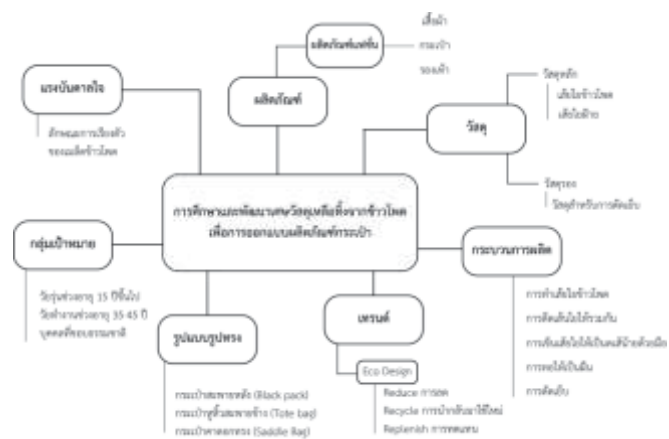 เสื้อผ้า
ผลิตภัณฑ์แฟชั่น
กระเป๋า
รองเท้า
แรงบันดาลใจ
ผลิตภัณฑ์
ลักษณะการเรียงตัว
ของเมล็ดข้าวโพด
วัสดุหลัก
เส้นใยข้าวโพด
เส้นใยฝ้าย
วัสดุ
วัสดุรอง
วัสดุสำหรับการตัดเย็บ
การศึกษาและพัฒนาเศษวัสดุเหลือทิ้งจากข้าวโพด
เพื่อการออกแบบผลิตภัณฑ์กระเป๋า
กลุ่มเป้าหมาย
วัยรุ่นช่วงอายุ 15 ปีขึ้นไป
วัยทำงานช่วงอายุ 35-45 ปี
บุคคลที่ชอบธรรมชาติ
กระบวนการผลิต
การทำเส้นใยข้าวโพด
การตีเส้นใยให้รวมกัน
การเข็นเส้นใยให้เป็นเส้นด้ายด้วยมือ
การทอให้เป็นผืน
การตัดเย็บ
รูปแบบรูปทรง
กระเป๋าสะพายหลัง (Black pack)
กระเป๋าหูหิ้วสะพายข้าง (Tote bag)
กระเป๋าคาดอกทรง (Saddle Bag)
เทรนด์
Eco Design
Reduce การลด
Recycle การนำกลับมาใช้ใหม่
Replenish การทดแทน